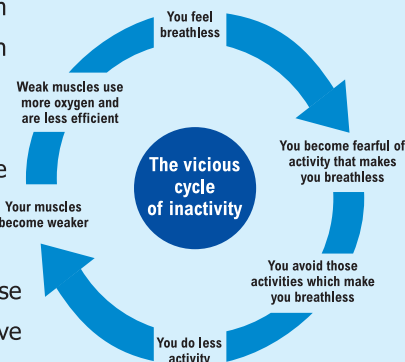 You feel
breathless
Weak muscles use
more oxygen and
are less efficient
You become fearful of
activity that makes
you breathless
The vicious
cycle
of inactivity
Your muscles
become weaker
You avoid those
activities which make
you breathless
You do less
activity